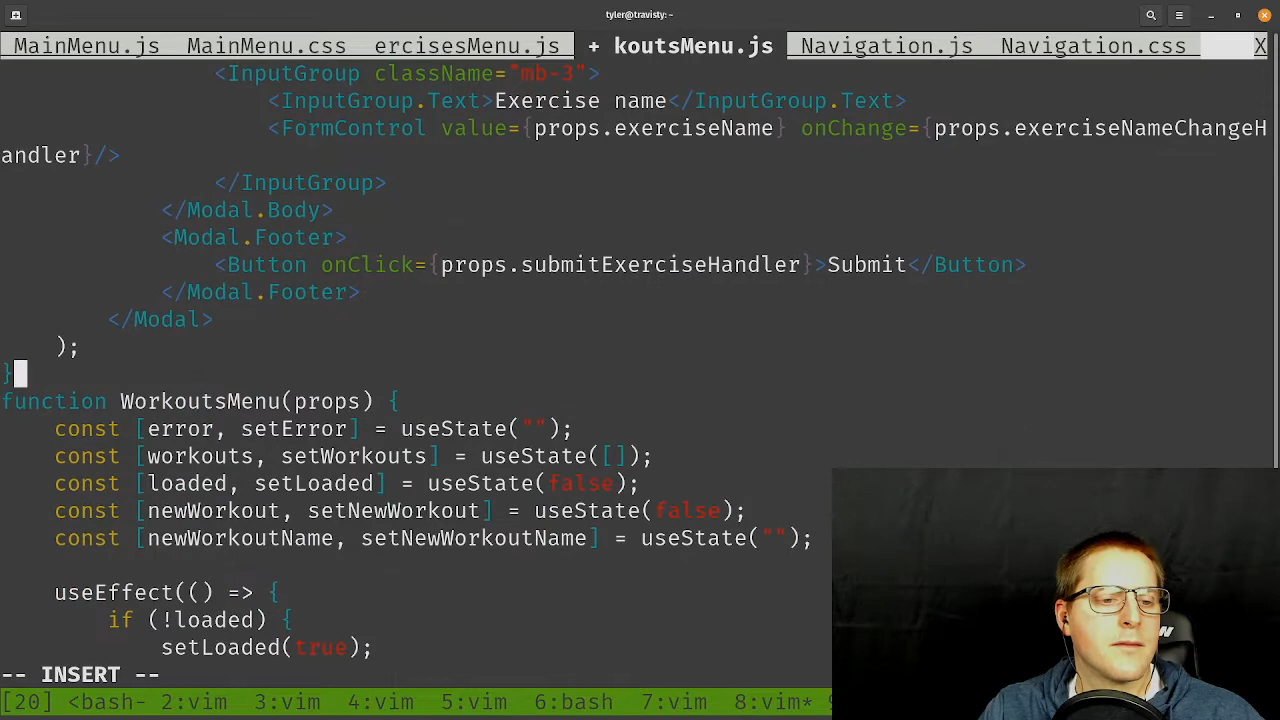 tyler@travisty:~
MainMenu.js MainMenu.css ercisesMenu.js + koutsMenu.js Navigation.js Navigation.css X
<InputGroup className="mb-3">
<InputGroup.Text>Exercise name</InputGroup.Text>
<FormControl value={props.exerciseName} onChange={props.exerciseNameChangeH
andler}/>
</InputGroup>
</Modal.Body>
<Modal.Footer>
<Button onClick={props.submitExerciseHandler}>Submit</Button>
</Modal.Footer>
</Modal>
);
}
function WorkoutsMenu(props) {
const [error, setError] = useState("");
const [workouts, setWorkouts] = useState([]);
const [loaded, setLoaded] = useState(false);
const [newWorkout, setNewWorkout] = useState(false);
const [newWorkoutName, setNewWorkoutName] = useState("");
useEffect(() => {
if (!loaded) {
setLoaded(true);
-- INSERT --
[20] <bash- 2:vim 3:vim 4:vim 5:vim 6:bash 7:vim 8:vim*